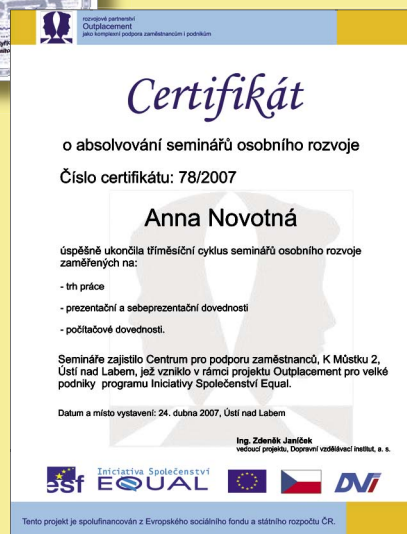 rozvojové partnerství
Outplacement
jako komplexní podpora zaměstnancům i podnikům
Certifikát
o absolvování seminářů osobního rozvoje
Číslo certifikátu: 78/2007
Anna Novotná
úspěšně ukončila tříměsíční cyklus seminářů osobního rozvoje
zaměřených na:
- trh práce
- prezentační a sebeprezentační dovednosti
- počítačové dovednosti.
Semináře zajistilo Centrum pro podporu zaměstnanců, K Můstku 2,
Ústí nad Labem, jež vzniklo v rámci projektu Outplacement pro velké
podniky programu Iniciativy Společenství Equal.
Datum a místo vystavení: 24. dubna 2007, Ústí nad Labem
Ing. Zdeněk Janíček
vedoucí projektu, Dopravní vzdělávací institut, a. s.
esf
Iniciativa Společenství
EQUAL
DVI
Tento projekt je spolufinancován z Evropského sociálního fondu a státního rozpočtu ČR.